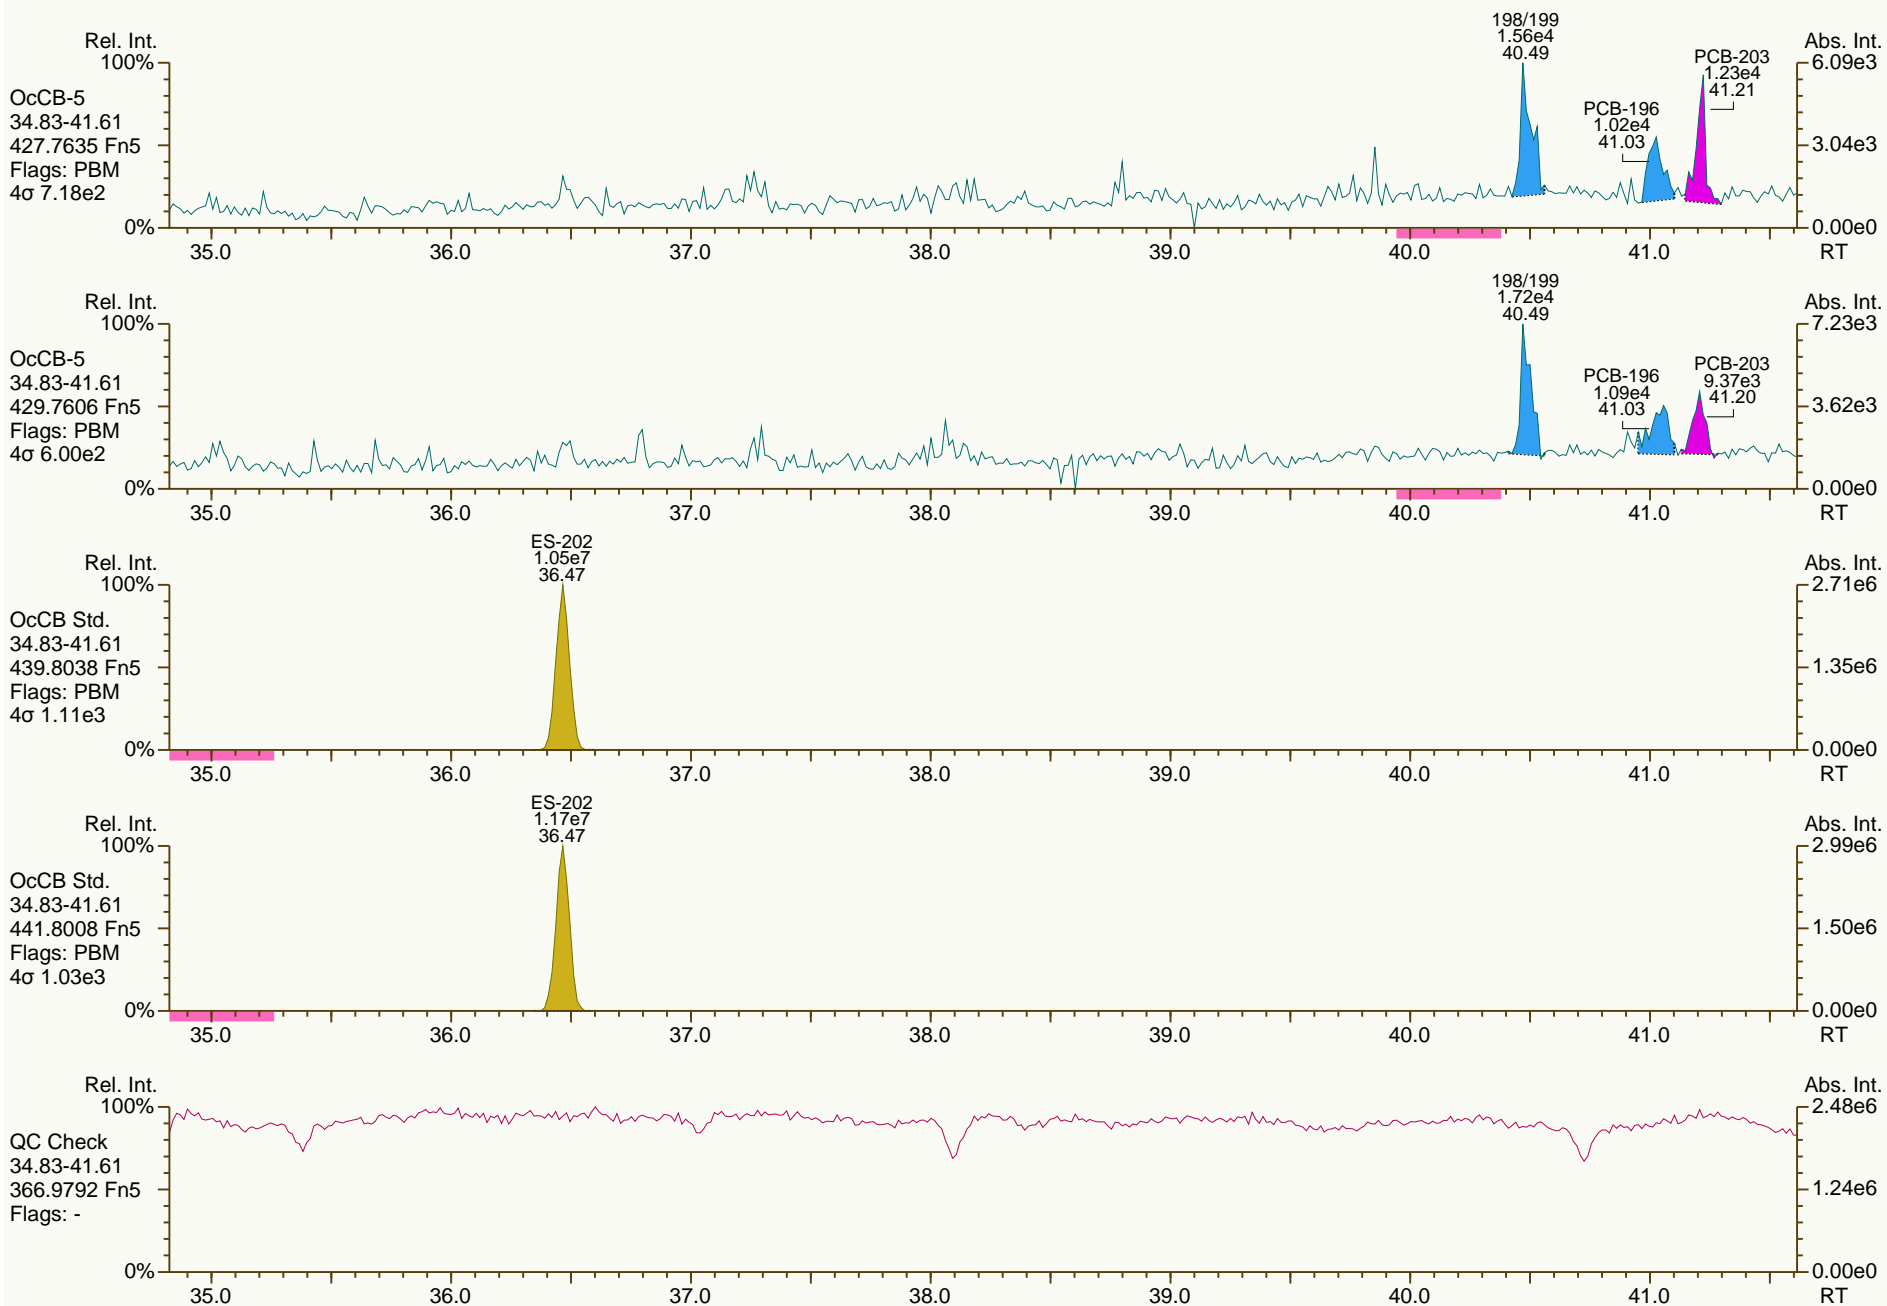 198/199
1.56e4
40.49
Rel. Int.
Abs. Int.
100%
6.09e3
PCB-203
1.23e4
41.21
OcCB-5
34.83-41.61
427.7635 Fn5
Flags: PBM
4σ 7.18e2
PCB-196
1.02e4
41.03
3.04e3
0%
0.00e0
35.0 36.0 37.0 38.0 39.0 40.0 41.0 RT
198/199
1.72e4
40.49
Rel. Int.
Abs. Int.
100%
7.23e3
OcCB-5
34.83-41.61
429.7606 Fn5
Flags: PBM
4σ 6.00e2
PCB-196
1.09e4
41.03
PCB-203
9.37e3
41.20
3.62e3
0%
0.00e0
35.0 36.0 37.0 38.0 39.0 40.0 41.0 RT
ES-202
1.05e7
36.47
Rel. Int.
Abs. Int.
100%
2.71e6
OcCB Std.
34.83-41.61
439.8038 Fn5
Flags: PBM
4σ 1.11e3
1.35e6
0%
0.00e0
35.0 36.0 37.0 38.0 39.0 40.0 41.0 RT
ES-202
1.17e7
36.47
Rel. Int.
Abs. Int.
100%
2.99e6
OcCB Std.
34.83-41.61
441.8008 Fn5
Flags: PBM
4σ 1.03e3
1.50e6
0%
0.00e0
35.0 36.0 37.0 38.0 39.0 40.0 41.0 RT
Rel. Int.
Abs. Int.
100%
2.48e6
QC Check
34.83-41.61
366.9792 Fn5
Flags: -
1.24e6
0%
0.00e0
35.0 36.0 37.0 38.0 39.0 40.0 41.0 RT